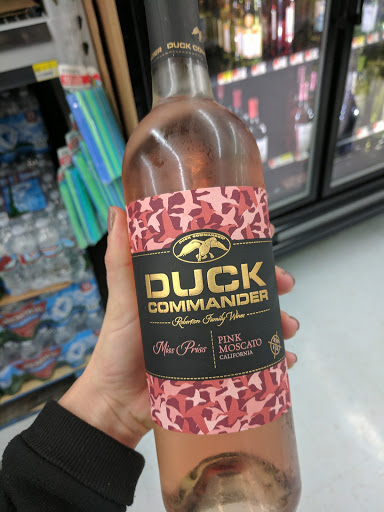 DUCK COMMANDER
DUCK
COMMANDER
Robertson Family Wines
Miss Priss
PINK
MOSCATO
CALIFORNIA